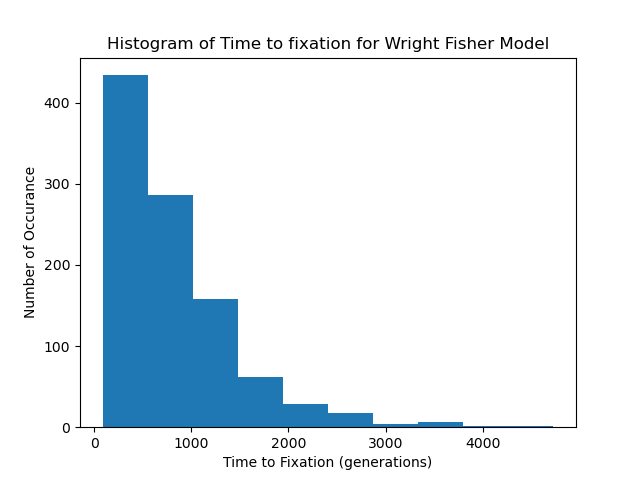 Histogram of Time to fixation for Wright Fisher Model
400
300
200
100
0
Number of Occurance
0 1000 2000 3000 4000
Time to Fixation (generations)